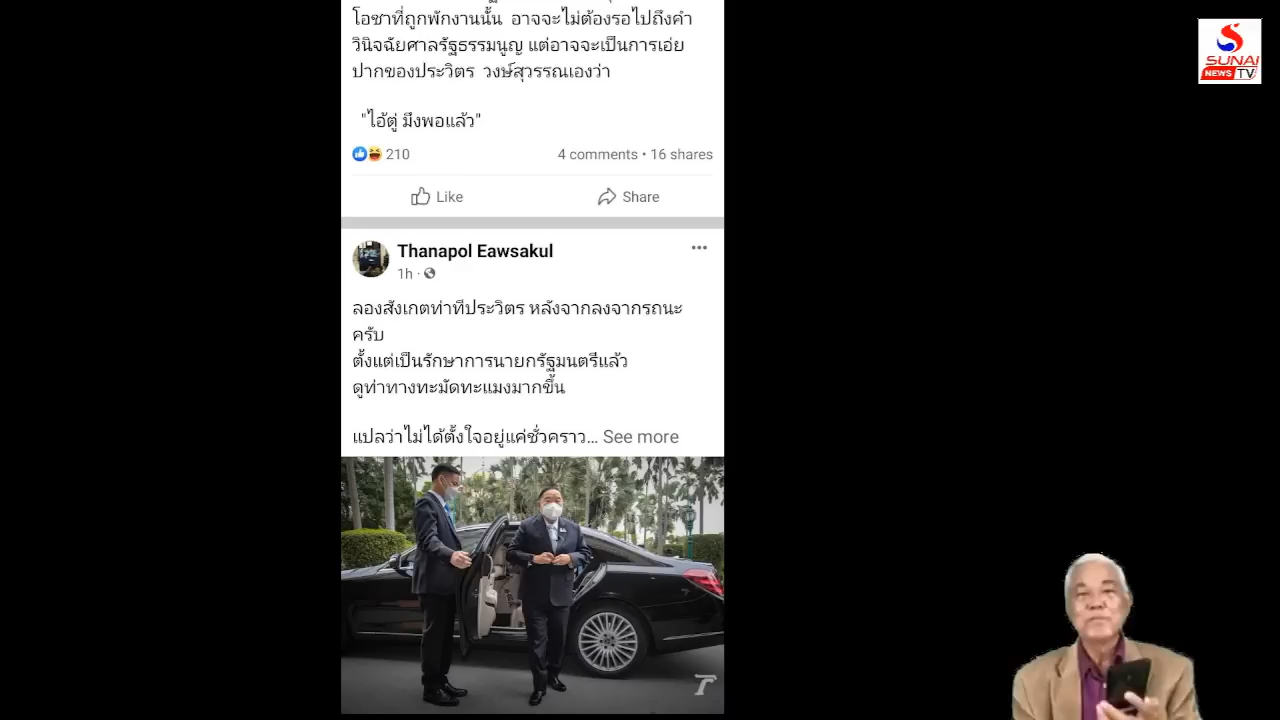 โอชาที่ถูกพักงานนั้น อาจจะไม่ต้องรอไปถึงคำ
วินิจฉัยศาลรัฐธรรมนูญ แต่อาจจะเป็นการเอ่ย
ปากของประวิตร วงษ์สุวรรณเองว่า
"ไอ้ตู่ มึงพอแล้ว"
210
4 comments • 16 shares
Like
Share
Thanapol Eawsakul
1h ·
ลองสังเกตท่าทีประวิตร หลังจากลงจากรถนะ
ครับ
ตั้งแต่เป็นรักษาการนายกรัฐมนตรีแล้ว
ดูท่าทางทะมัดทะแมงมากขึ้น
แปลว่าไม่ได้ตั้งใจอยู่แค่ชั่วคราว... See more
SUNAI
NEWS TV